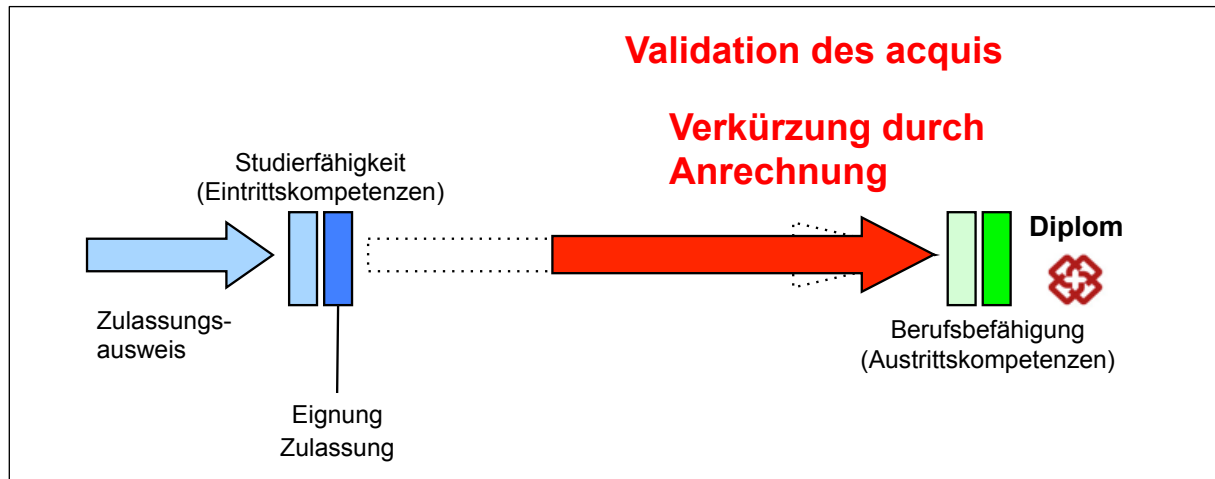 Validation des acquis
Verkürzung durch
Anrechnung
Studierfähigkeit
(Eintrittskompetenzen)
Diplom
Zulassungs-
ausweis
Berufsbefähigung
(Austrittskompetenzen)
Eignung
Zulassung